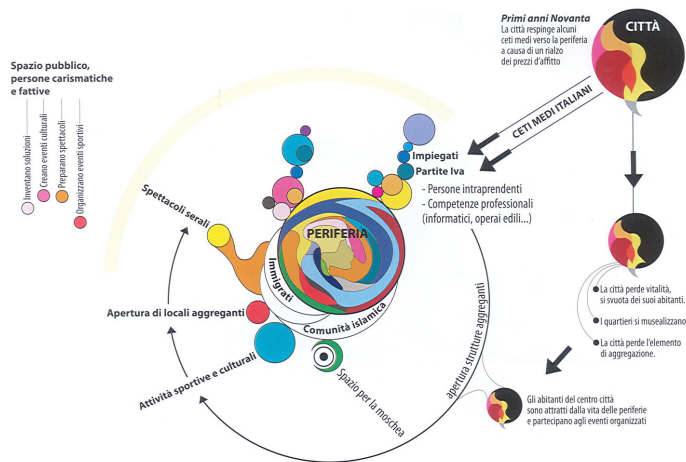 Primi anni Novanta
La città respinge alcuni
ceti medi verso la periferia
a causa di un rialzo
dei prezzi d'affitto
CITTÀ
Spazio pubblico,
persone carismatiche
e fattive
Inventano soluzioni
Creano eventi culturali
Preparano spettacoli
Organizzano eventi sportivi
CETI MEDI ITALIANI
Impiegati
Partite Iva
- Persone intraprendenti
- Competenze professionali
(informatici, operai edili...)
Spettacoli serali
PERIFERIA
Immigrati
Comunità islamica
Apertura di locali aggreganti
Attività sportive e culturali
Spazio per la moschea
apertura strutture aggreganti
La città perde vitalità,
si svuota dei suoi abitanti.
I quartieri si musealizzano
La città perde l'elemento
di aggregazione.
Gli abitanti del centro città
sono attratti dalla vita delle periferie
e partecipano agli eventi organizzati